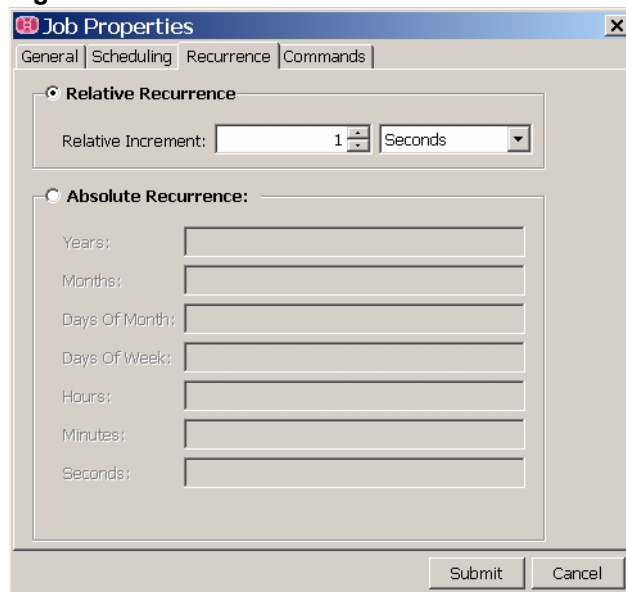 Job Properties
General Scheduling Recurrence Commands
Relative Recurrence
Relative Increment: 1 Seconds
Absolute Recurrence:
Years:
Months:
Days Of Month:
Days Of Week:
Hours:
Minutes:
Seconds:
Submit Cancel